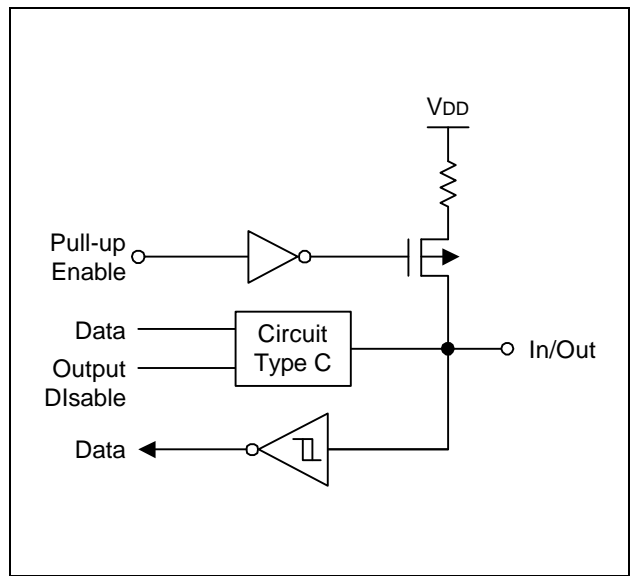 VDD
Pull-up
Enable
Data
Output
DIsable
Circuit
Type C
In/Out
Data